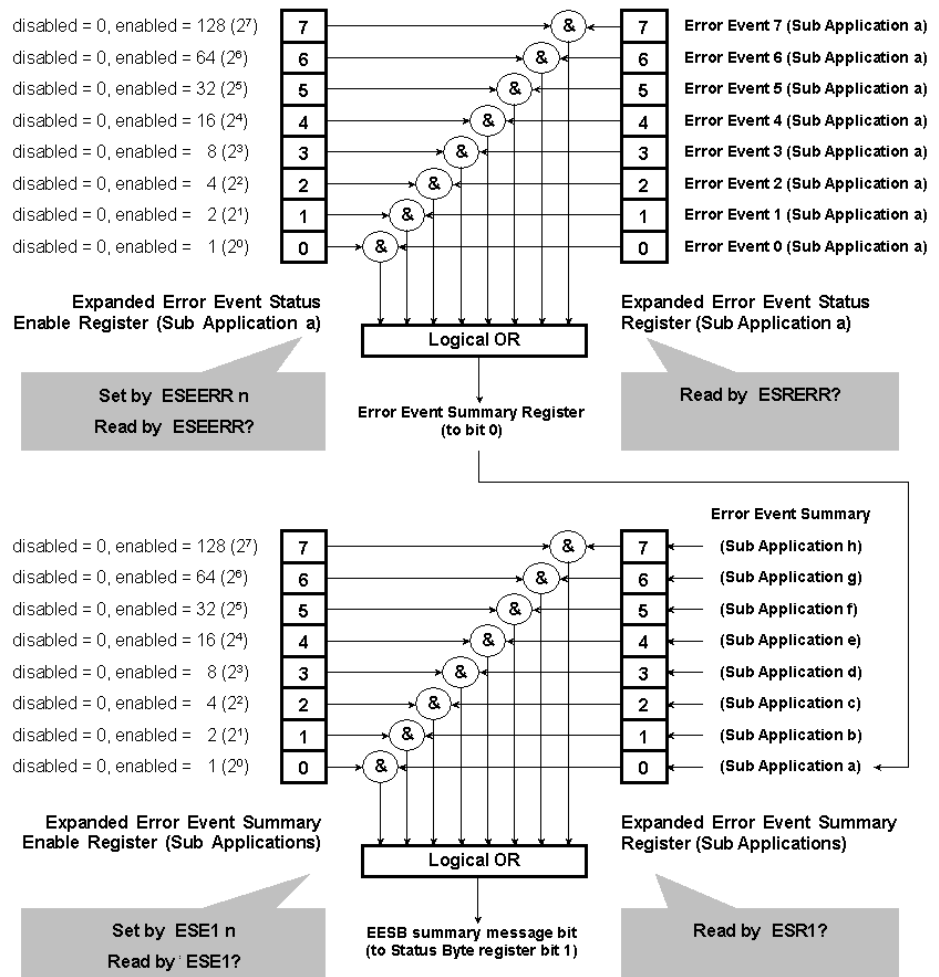 disabled = 0, enabled = 128 (2⁷) 7 & 7 Error Event 7 (Sub Application a)
disabled = 0, enabled = 64 (2⁶) 6 & 6 Error Event 6 (Sub Application a)
disabled = 0, enabled = 32 (2⁵) 5 & 5 Error Event 5 (Sub Application a)
disabled = 0, enabled = 16 (2⁴) 4 & 4 Error Event 4 (Sub Application a)
disabled = 0, enabled = 8 (2³) 3 & 3 Error Event 3 (Sub Application a)
disabled = 0, enabled = 4 (2²) 2 & 2 Error Event 2 (Sub Application a)
disabled = 0, enabled = 2 (2¹) 1 & 1 Error Event 1 (Sub Application a)
disabled = 0, enabled = 1 (2⁰) 0 & 0 Error Event 0 (Sub Application a)
Expanded Error Event Status
Enable Register (Sub Application a)
Expanded Error Event Status
Register (Sub Application a)
Logical OR
Set by ESEERR n
Read by ESEERR?
Read by ESRERR?
Error Event Summary Register
(to bit 0)
Error Event Summary
disabled = 0, enabled = 128 (2⁷) 7 & 7 (Sub Application h)
disabled = 0, enabled = 64 (2⁶) 6 & 6 (Sub Application g)
disabled = 0, enabled = 32 (2⁵) 5 & 5 (Sub Application f)
disabled = 0, enabled = 16 (2⁴) 4 & 4 (Sub Application e)
disabled = 0, enabled = 8 (2³) 3 & 3 (Sub Application d)
disabled = 0, enabled = 4 (2²) 2 & 2 (Sub Application c)
disabled = 0, enabled = 2 (2¹) 1 & 1 (Sub Application b)
disabled = 0, enabled = 1 (2⁰) 0 & 0 (Sub Application a)
Expanded Error Event Summary
Enable Register (Sub Applications)
Expanded Error Event Summary
Register (Sub Applications)
Logical OR
Set by ESE1 n
Read by ESE1?
EESB summary message bit
(to Status Byte register bit 1)
Read by ESR1?